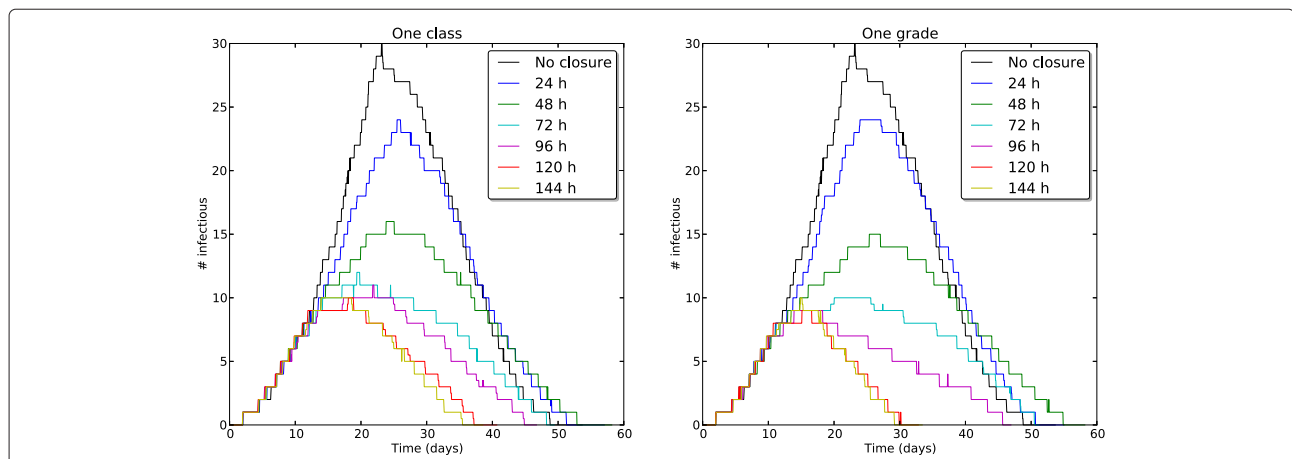 One class
30
25
20
15
10
5
0
# infectious
0 10 20 30 40 50 60
Time (days)
No closure
24 h
48 h
72 h
96 h
120 h
144 h
One grade
30
25
20
15
10
5
0
# infectious
0 10 20 30 40 50 60
Time (days)
No closure
24 h
48 h
72 h
96 h
120 h
144 h